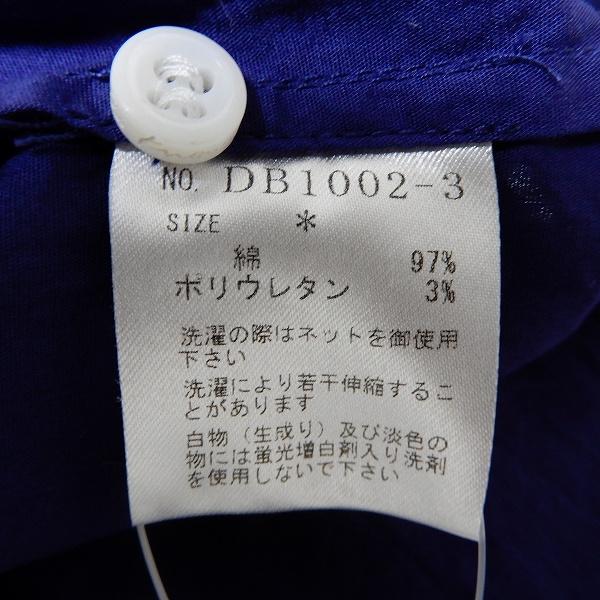 NO. DB1002-3
SIZE *
綿 97%
ポリウレタン 3%
洗濯の際はネットを御使用
下さい
洗濯により若干伸縮するこ
とがあります
白物（生成り）及び淡色の
物には蛍光増白剤入り洗剤
を使用しないで下さい